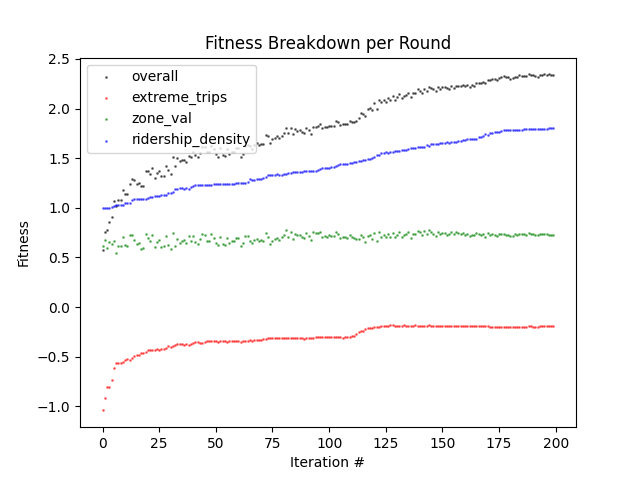 Fitness Breakdown per Round
overall
extreme_trips
zone_val
ridership_density
2.5
2.0
1.5
1.0
0.5
0.0
−0.5
−1.0
Fitness
0 25 50 75 100 125 150 175 200
Iteration #